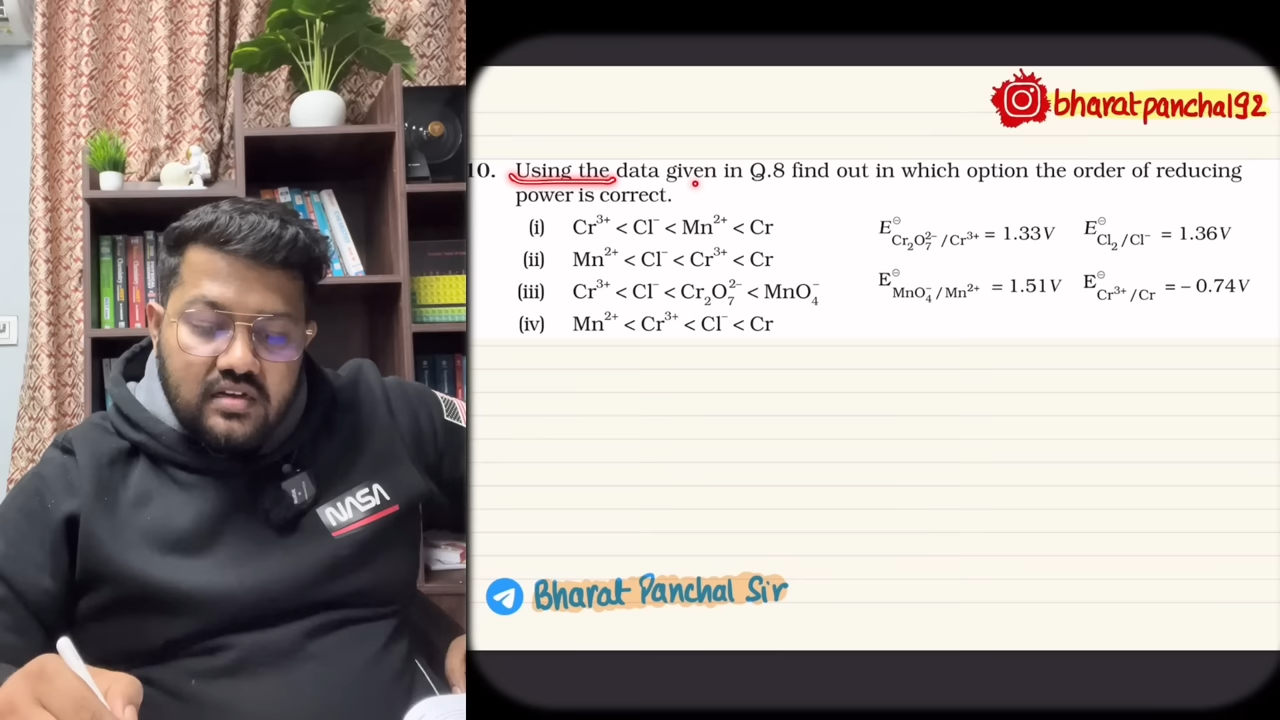 bharatpanchal92
10. Using the data given in Q.8 find out in which option the order of reducing
power is correct.
(i) Cr³⁺ < Cl⁻ < Mn²⁺ < Cr
(ii) Mn²⁺ < Cl⁻ < Cr³⁺ < Cr
(iii) Cr³⁺ < Cl⁻ < Cr₂O₇²⁻ < MnO₄⁻
(iv) Mn²⁺ < Cr³⁺ < Cl⁻ < Cr
E⊖ Cr₂O₇²⁻/Cr³⁺ = 1.33V E⊖ Cl₂/Cl⁻ = 1.36V
E⊖ MnO₄⁻/Mn²⁺ = 1.51V E⊖ Cr³⁺/Cr = – 0.74V
NASA
Bharat Panchal Sir